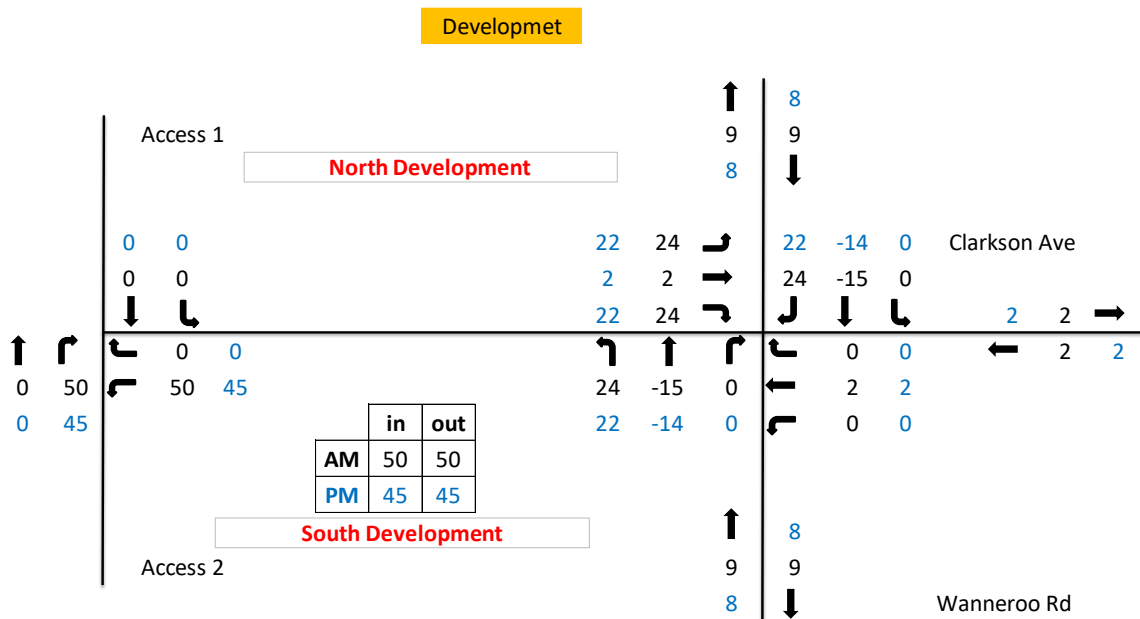 Developmet
8
Access 1 9 9
North Development 8
0 0 22 24 22 -14 0 Clarkson Ave
0 0 2 2 24 -15 0
22 24 2 2
0 0 0 0 2 2
0 50 50 45 24 -15 0 2 2
0 45 22 -14 0 0 0
in out
AM 50 50
PM 45 45
South Development 8
Access 2 9 9
8 Wanneroo Rd